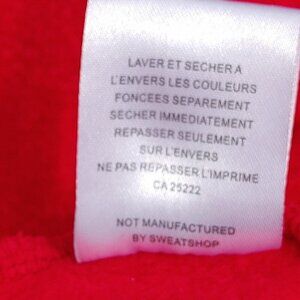 LAVER ET SECHER A
L'ENVERS LES COULEURS
FONCEES SEPAREMENT
SECHER IMMEDIATEMENT
REPASSER SEULEMENT
SUR L'ENVERS
NE PAS REPASSER L'IMPRIME
CA 25222
NOT MANUFACTURED
BY SWEATSHOP